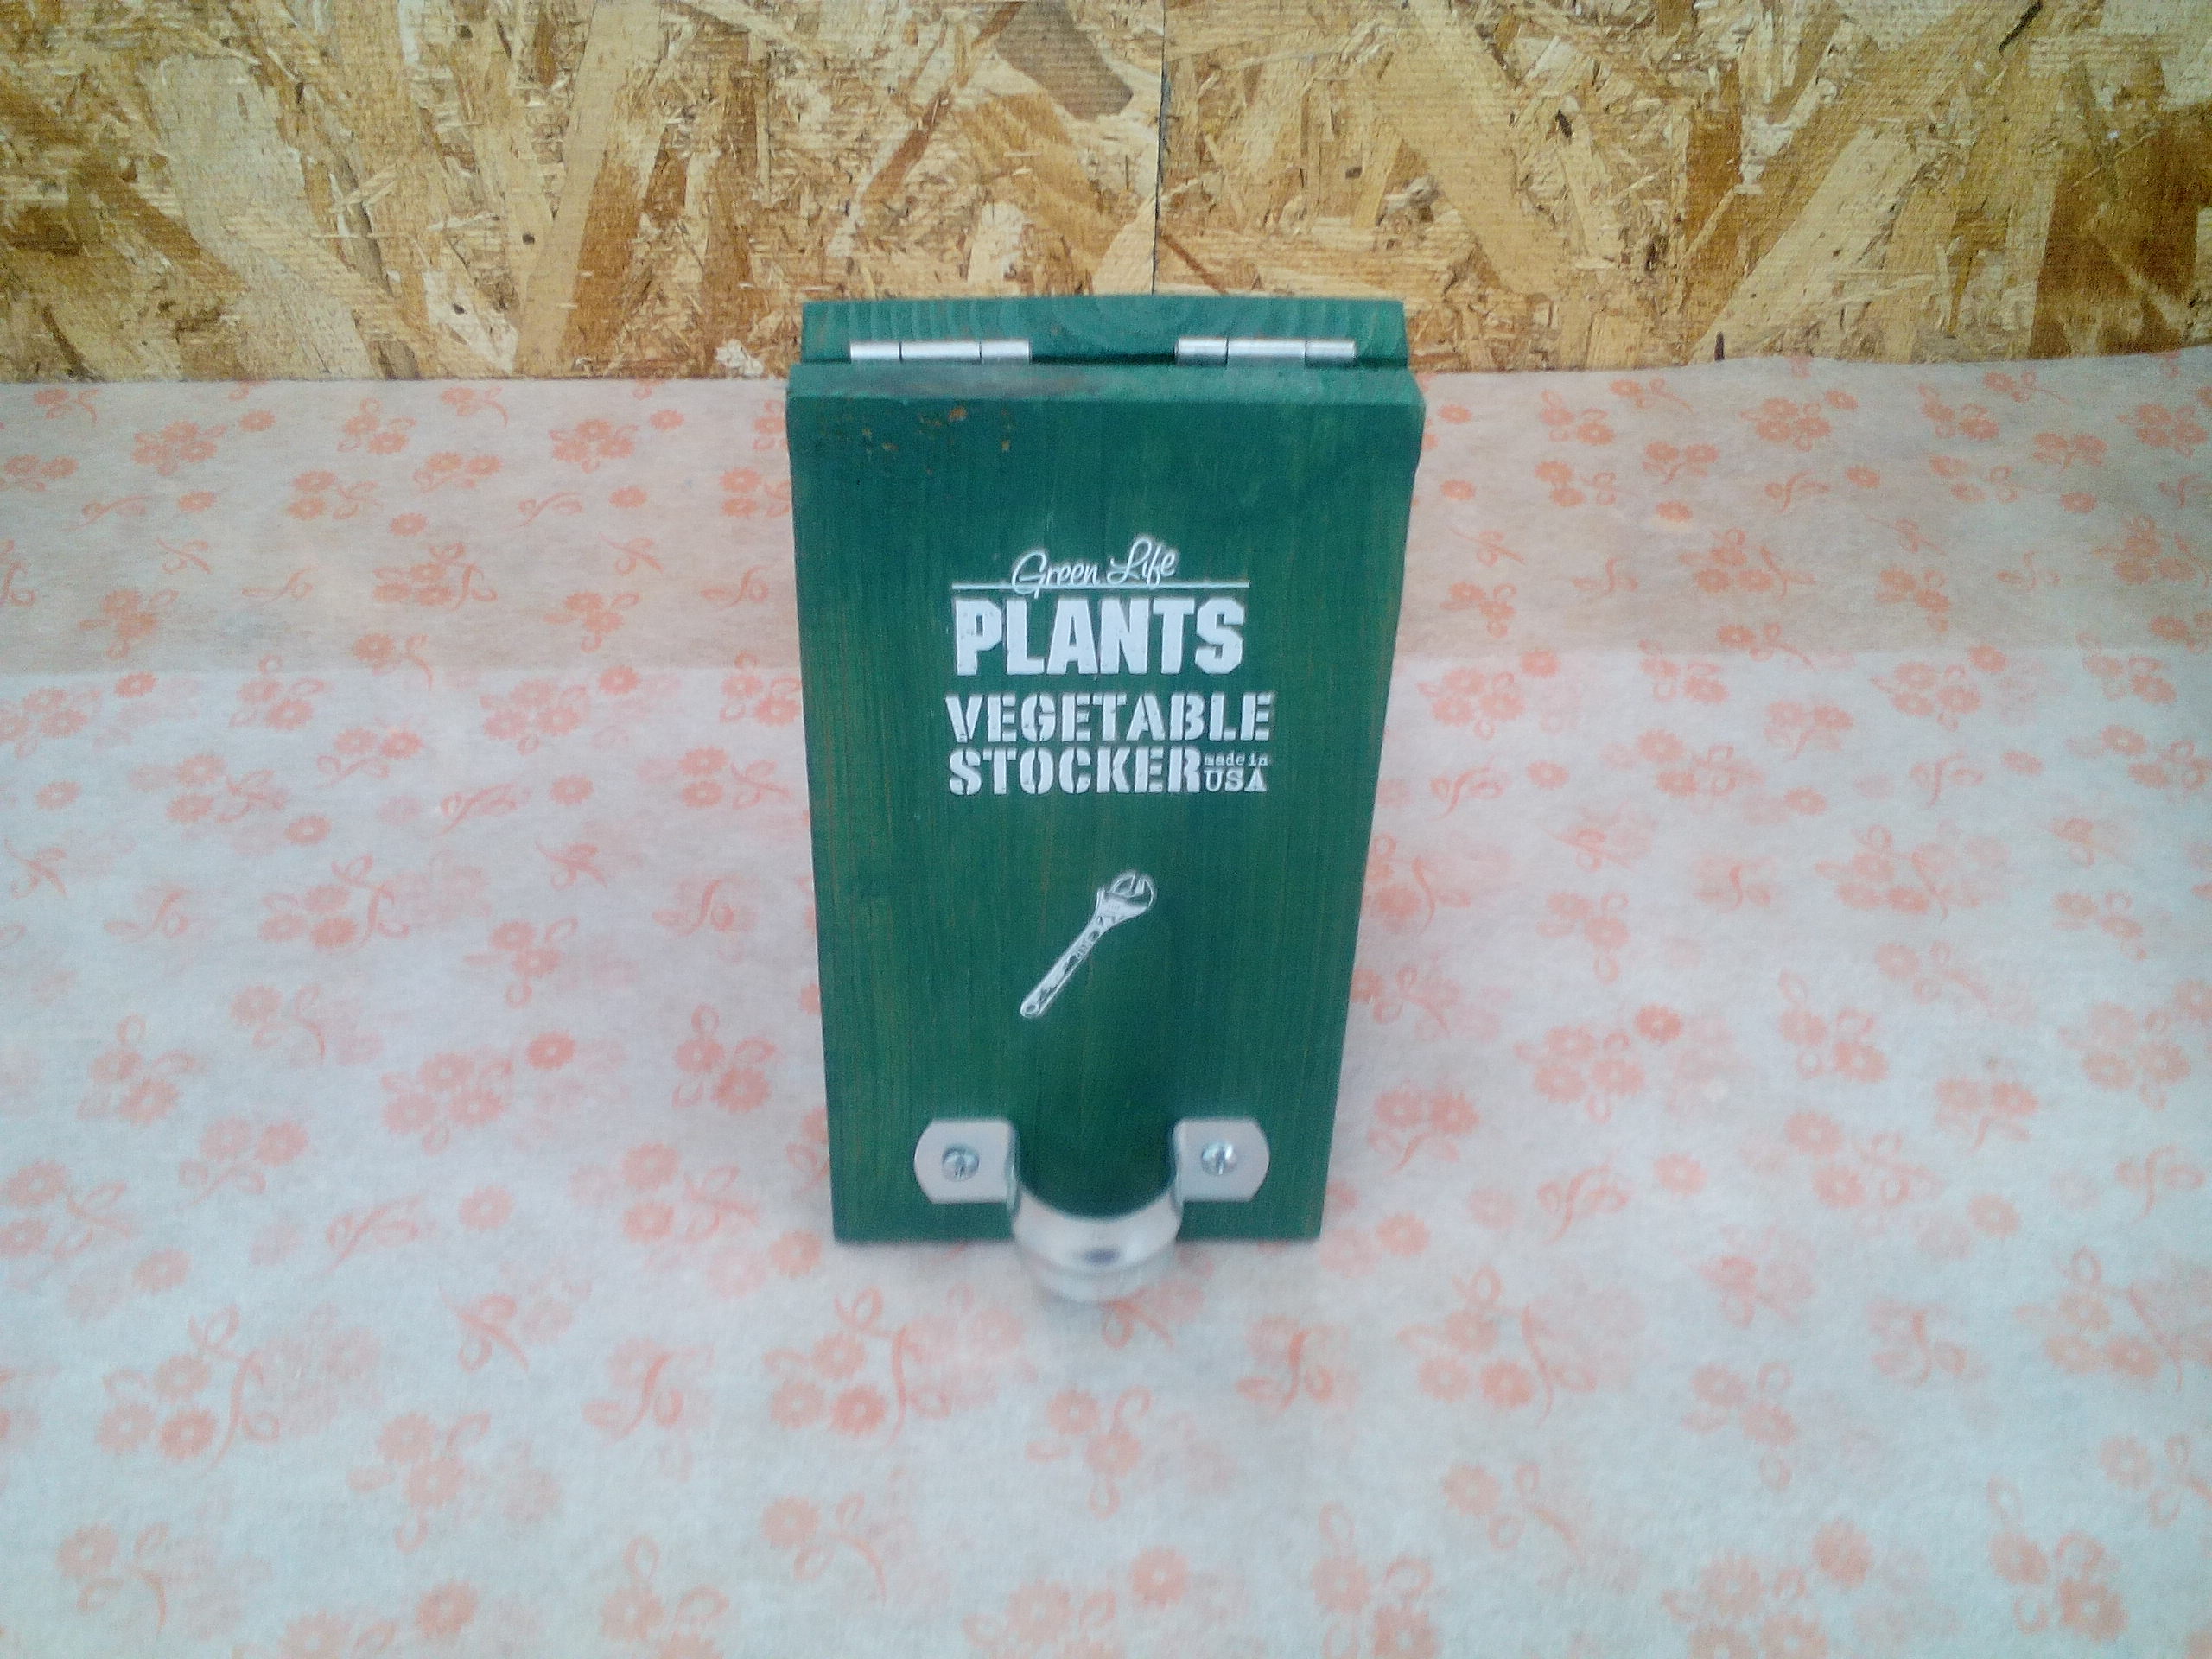 Green Life
PLANTS
VEGETABLE
STOCKER made in
USA